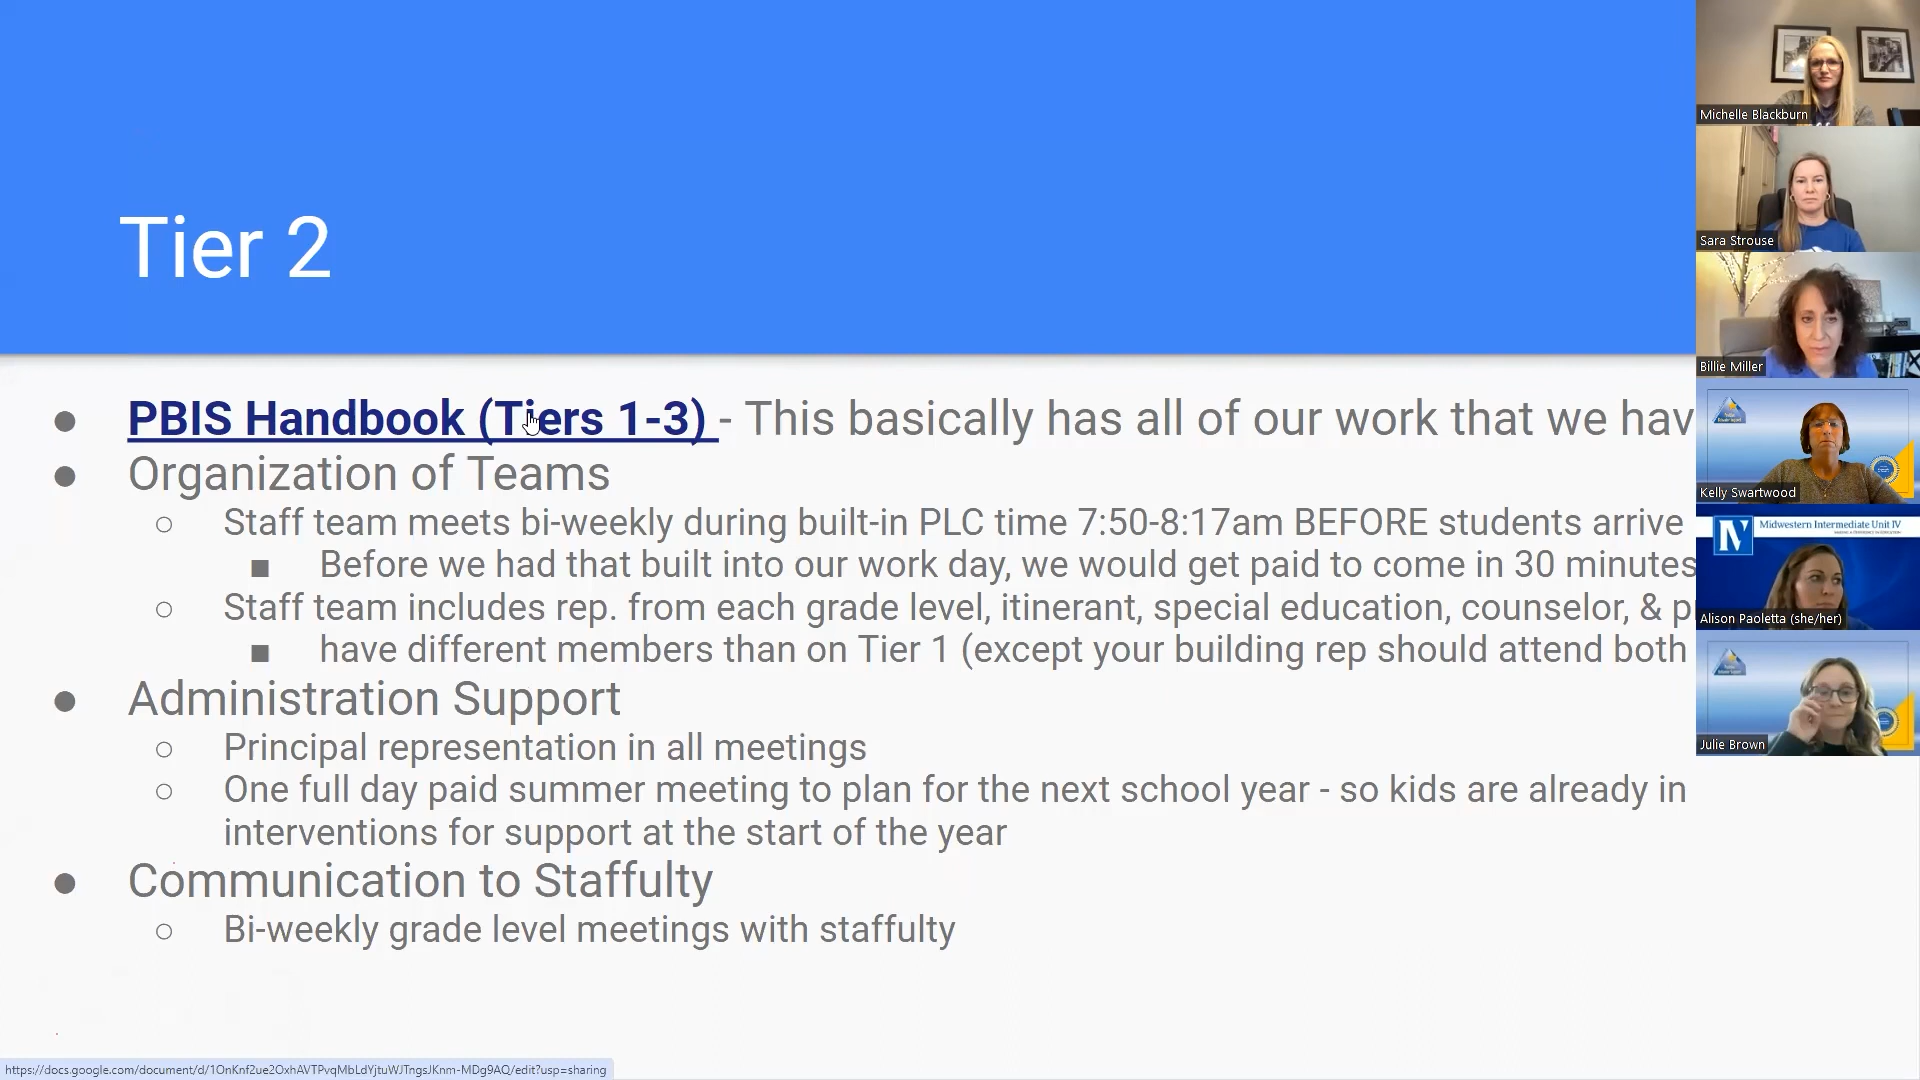 Tier 2
● PBIS Handbook (Tiers 1-3) - This basically has all of our work that we hav
● Organization of Teams
○ Staff team meets bi-weekly during built-in PLC time 7:50-8:17am BEFORE students arrive
■ Before we had that built into our work day, we would get paid to come in 30 minutes
○ Staff team includes rep. from each grade level, itinerant, special education, counselor, & p
■ have different members than on Tier 1 (except your building rep should attend both
● Administration Support
○ Principal representation in all meetings
○ One full day paid summer meeting to plan for the next school year - so kids are already in
interventions for support at the start of the year
● Communication to Staffulty
○ Bi-weekly grade level meetings with staffulty
https://docs.google.com/document/d/1OnKnf2ue2OxhAVTPvqMbLdYjtuWJTngsJKnm-MDg9AQ/edit?usp=sharing
Michelle Blackburn
Sara Strouse
Billie Miller
Kelly Swartwood
IV
Midwestern Intermediate Unit IV
Alison Paoletta (she/her)
Julie Brown